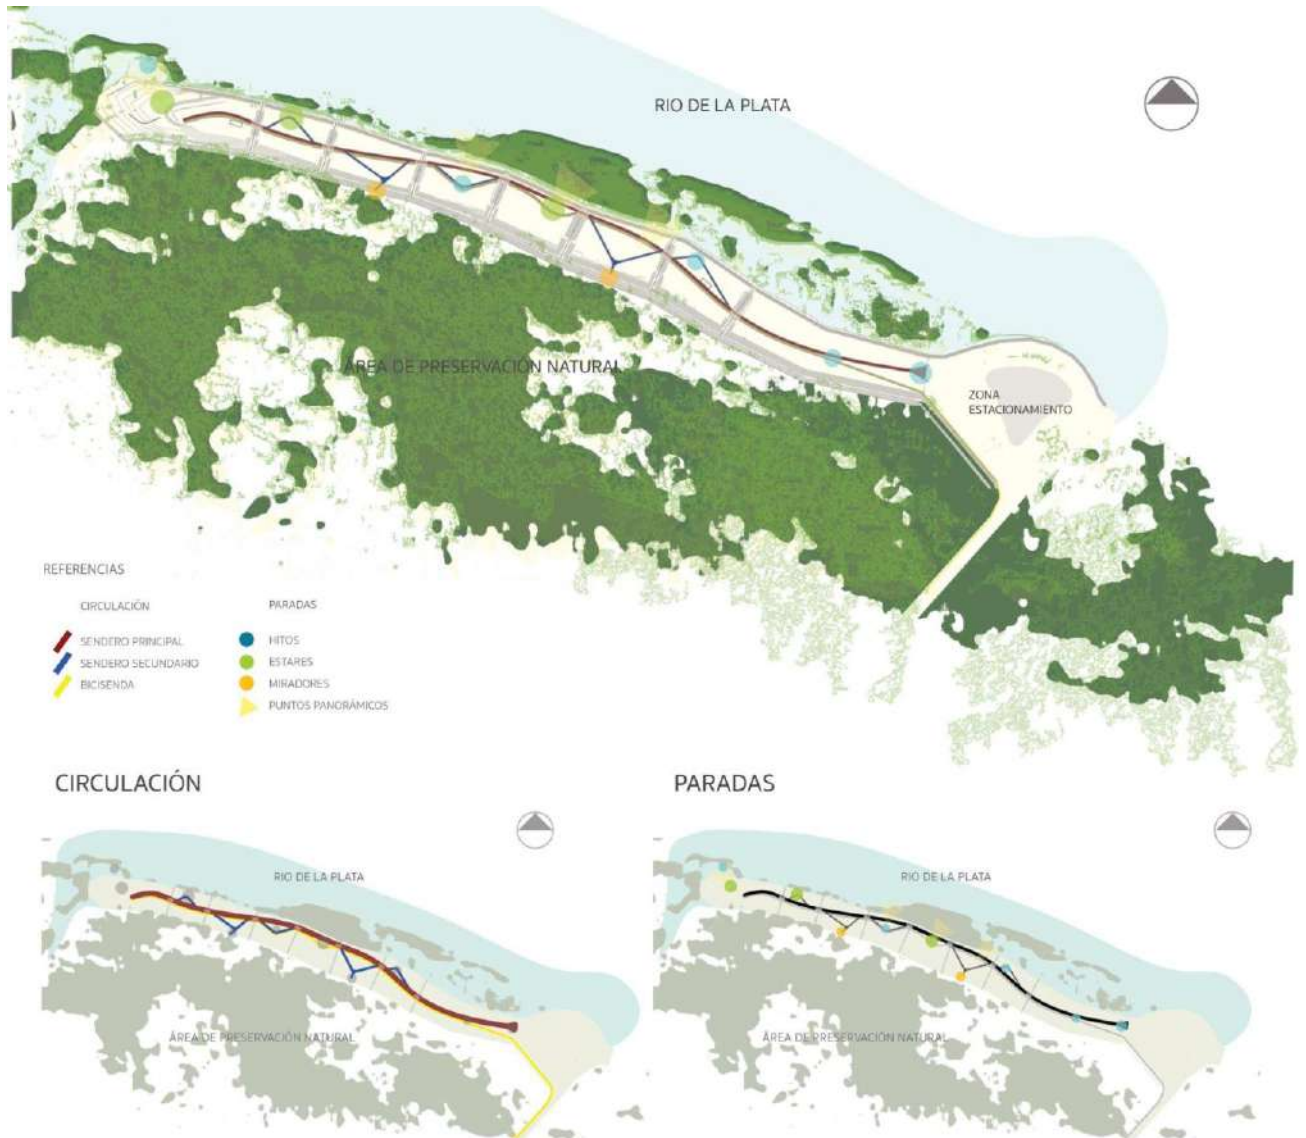 RIO DE LA PLATA
ÁREA DE PRESERVACIÓN NATURAL
ZONA
ESTACIONAMIENTO
REFERENCIAS
CIRCULACIÓN
SENDERO PRINCIPAL
SENDERO SECUNDARIO
BICISENDA
PARADAS
HITOS
ESTARES
MIRADORES
PUNTOS PANORÁMICOS
CIRCULACIÓN
RIO DE LA PLATA
ÁREA DE PRESERVACIÓN NATURAL
PARADAS
RIO DE LA PLATA
ÁREA DE PRESERVACIÓN NATURAL